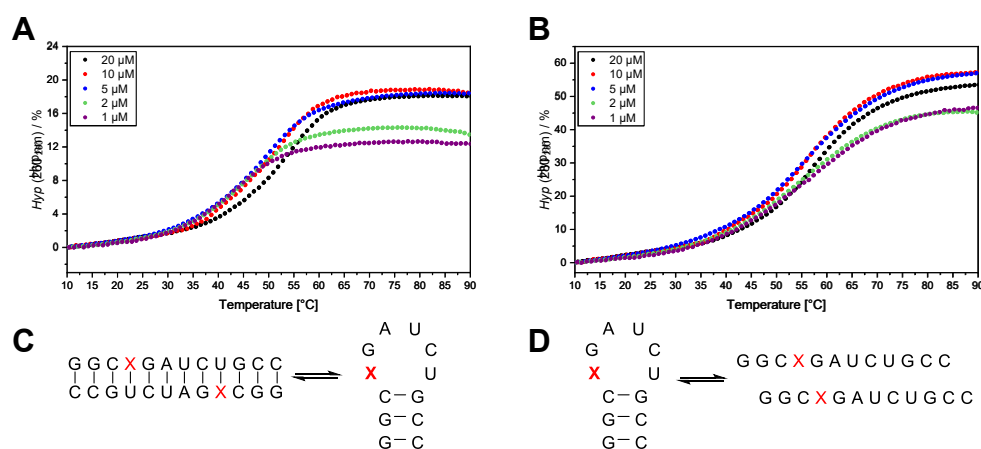 A
24
20
16
12
8
4
0
Hyp nm) / %
20 µM
10 µM
5 µM
2 µM
1 µM
10 15 20 25 30 35 40 45 50 55 60 65 70 75 80 85 90
Temperature [°C]
B
60
50
40
30
20
10
0
Hyp nm) / %
20 µM
10 µM
5 µM
2 µM
1 µM
10 15 20 25 30 35 40 45 50 55 60 65 70 75 80 85 90
Temperature [°C]
C
G G C X G A U C U G C C
C C G U C U A G X C G G
A U
G C
X U
C – G
G – C
G – C
D
A U
G C
X U
C – G
G – C
G – C
G G C X G A U C U G C C
G G C X G A U C U G C C